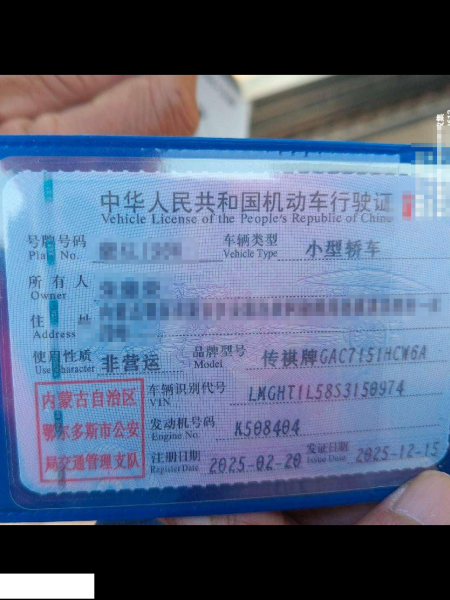 中华人民共和国机动车行驶证
Vehicle License of the People's Republic of China
号牌号码
Plate No.
车辆类型
Vehicle Type
小型轿车
所有人
Owner
住址
Address
使用性质
Use Character
非营运
品牌型号
Model
传祺牌GAC7151HCW6A
内蒙古自治区
鄂尔多斯市公安
局交通管理支队
车辆识别代号
VIN
LMGHT1L58S3150974
发动机号码
Engine No.
K508404
注册日期
Register Date
2025-02-20
发证日期
Issue Date
2025-12-15